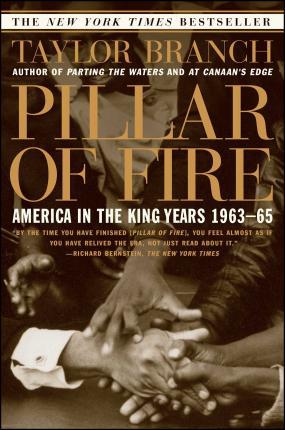 THE NEW YORK TIMES BESTSELLER
TAYLOR BRANCH
AUTHOR OF PARTING THE WATERS AND AT CANAAN'S EDGE
PILLAR
OF FIRE
AMERICA IN THE KING YEARS 1963–65
"BY THE TIME YOU HAVE FINISHED [PILLAR OF FIRE], YOU FEEL ALMOST AS IF
YOU HAVE RELIVED THE ERA, NOT JUST READ ABOUT IT."
—RICHARD BERNSTEIN, THE NEW YORK TIMES